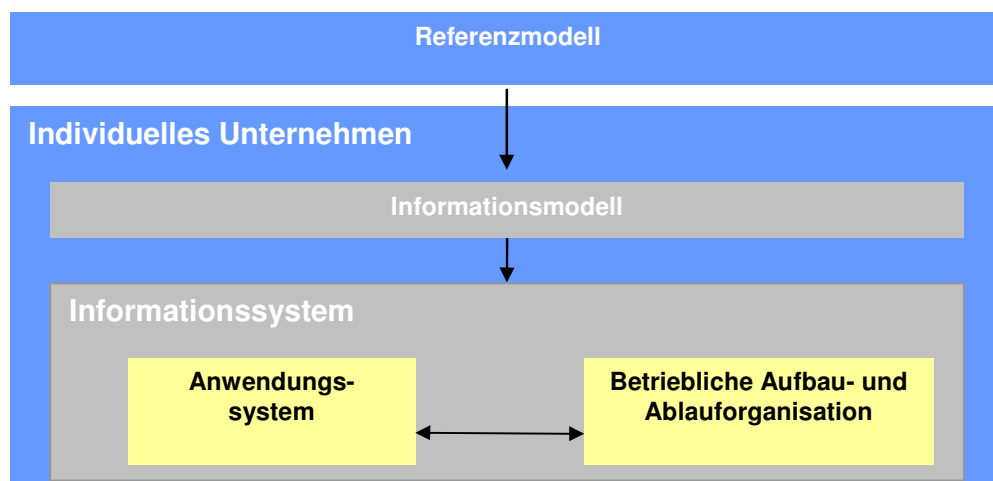 Referenzmodell
Individuelles Unternehmen
Informationsmodell
Informationssystem
Anwendungs-
system
Betriebliche Aufbau- und
Ablauforganisation